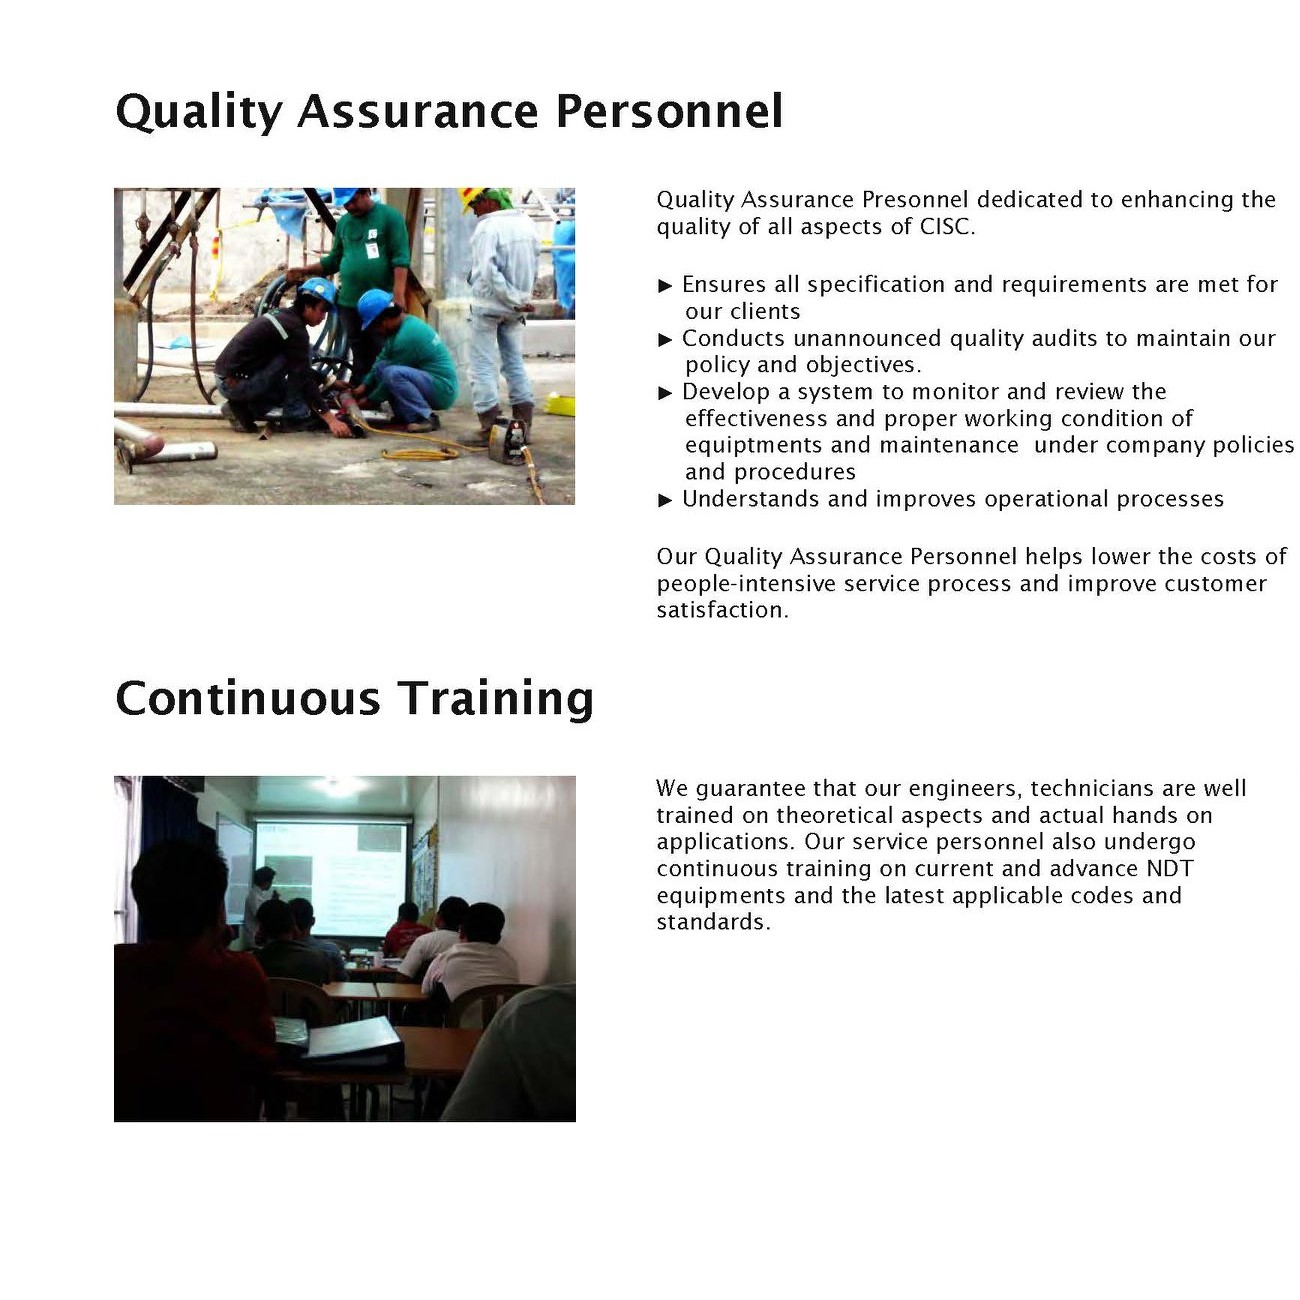 Quality Assurance Personnel
Quality Assurance Presonnel dedicated to enhancing the
quality of all aspects of CISC.
► Ensures all specification and requirements are met for
our clients
► Conducts unannounced quality audits to maintain our
policy and objectives.
► Develop a system to monitor and review the
effectiveness and proper working condition of
equiptments and maintenance  under company policies
and procedures
► Understands and improves operational processes
Our Quality Assurance Personnel helps lower the costs of
people-intensive service process and improve customer
satisfaction.
Continuous Training
We guarantee that our engineers, technicians are well
trained on theoretical aspects and actual hands on
applications. Our service personnel also undergo
continuous training on current and advance NDT
equipments and the latest applicable codes and
standards.